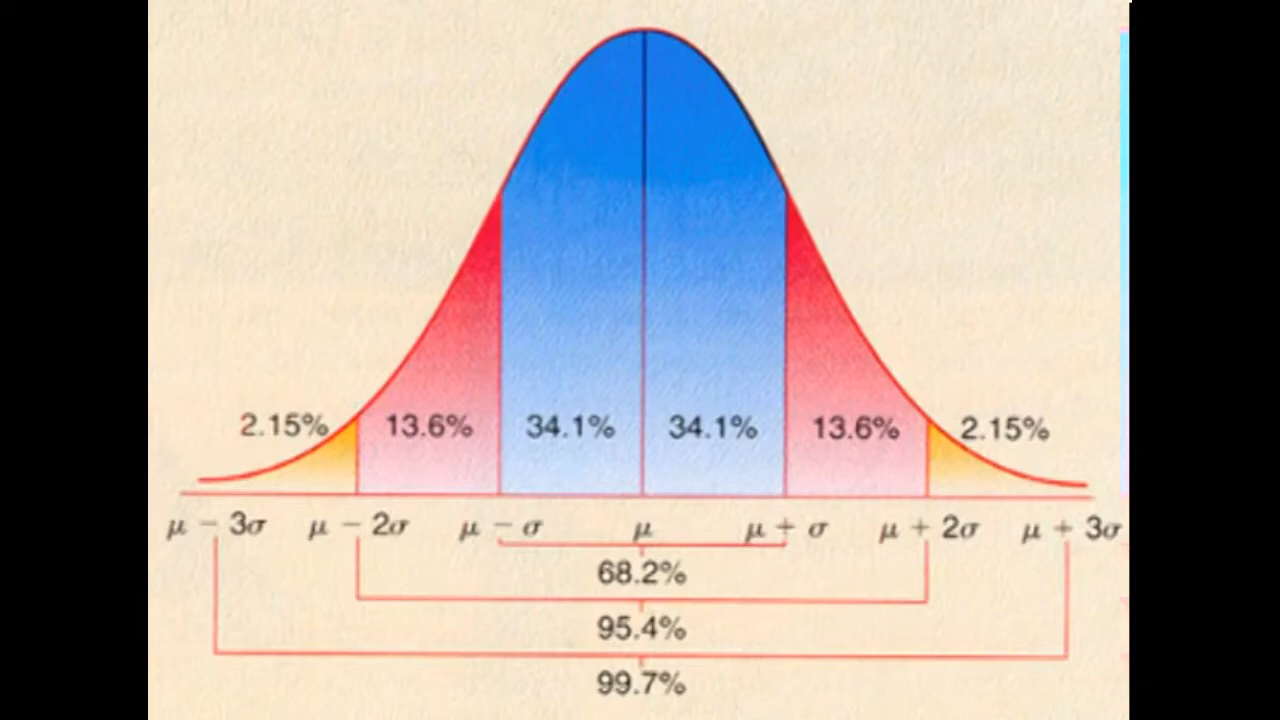 2.15% 13.6% 34.1% 34.1% 13.6% 2.15%
μ − 3σ μ − 2σ μ − σ μ μ + σ μ + 2σ μ + 3σ
68.2%
95.4%
99.7%